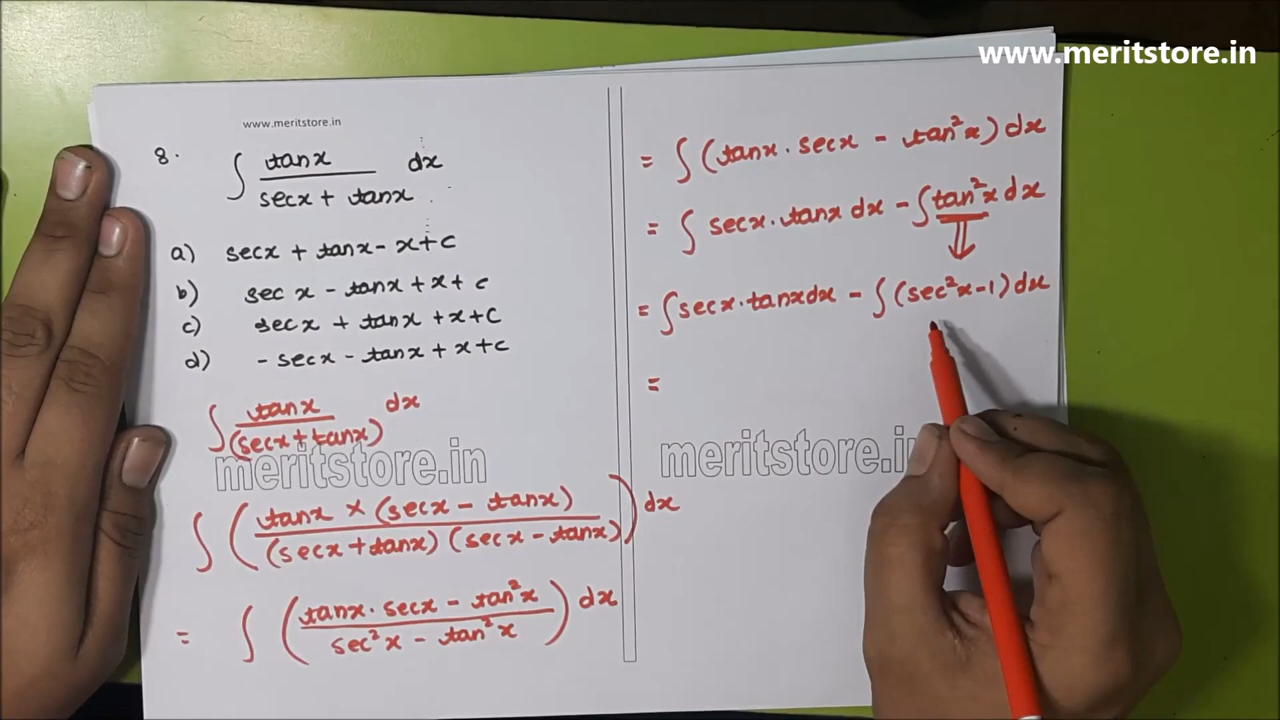 www.meritstore.in
www.meritstore.in
8. ∫ tanx / secx + tanx dx
a) secx + tanx - x + c
b) sec x - tanx + x + c
c) secx + tanx + x + c
d) - secx - tanx + x + c
∫ tanx / (secx + tanx) dx
meritstore.in
∫ ( tanx × (secx - tanx) / (secx + tanx) (secx - tanx) ) dx
= ∫ ( tanx · secx - tan²x / sec²x - tan²x ) dx
= ∫ (tanx · secx - tan²x) dx
= ∫ secx · tanx dx - ∫ tan²x dx
⇓
= ∫ secx · tanx dx - ∫ (sec²x - 1) dx
=
meritstore.in